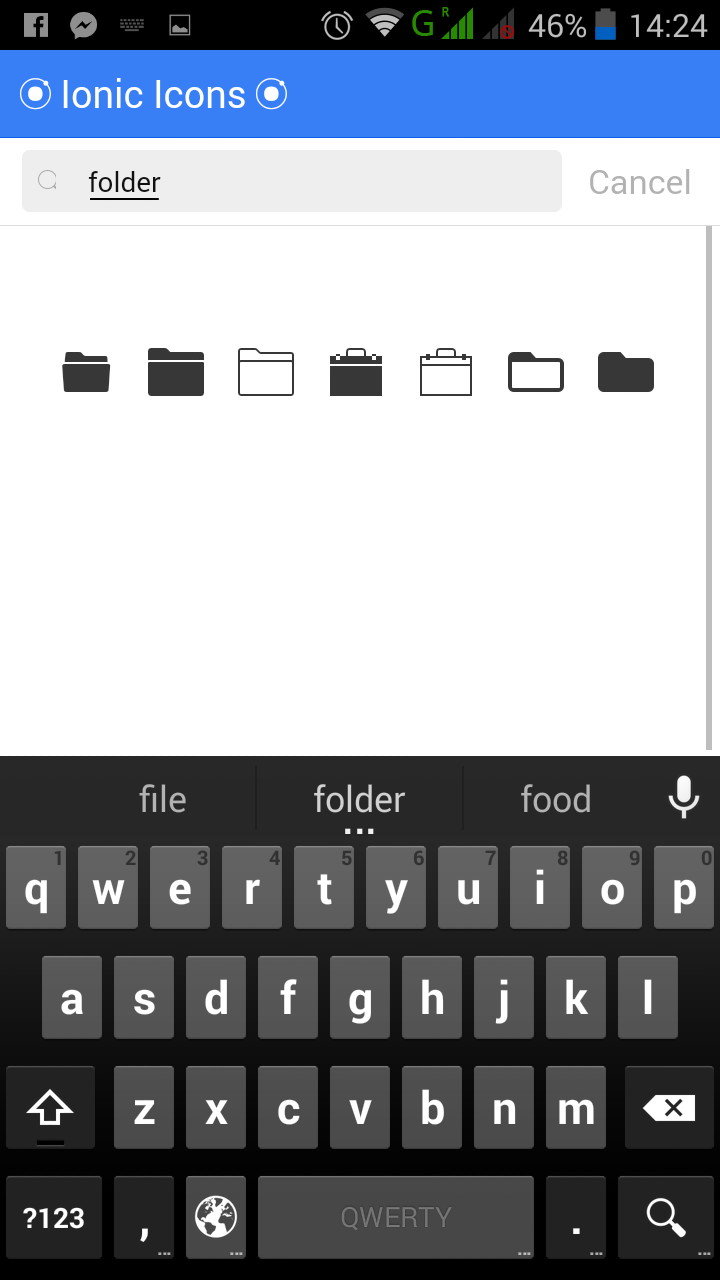 G R 46% 14:24
Ionic Icons
folder Cancel
file folder food
1 2 3 4 5 6 7 8 9 0
q w e r t y u i o p
a s d f g h j k l
z x c v b n m
?123 , QWERTY .